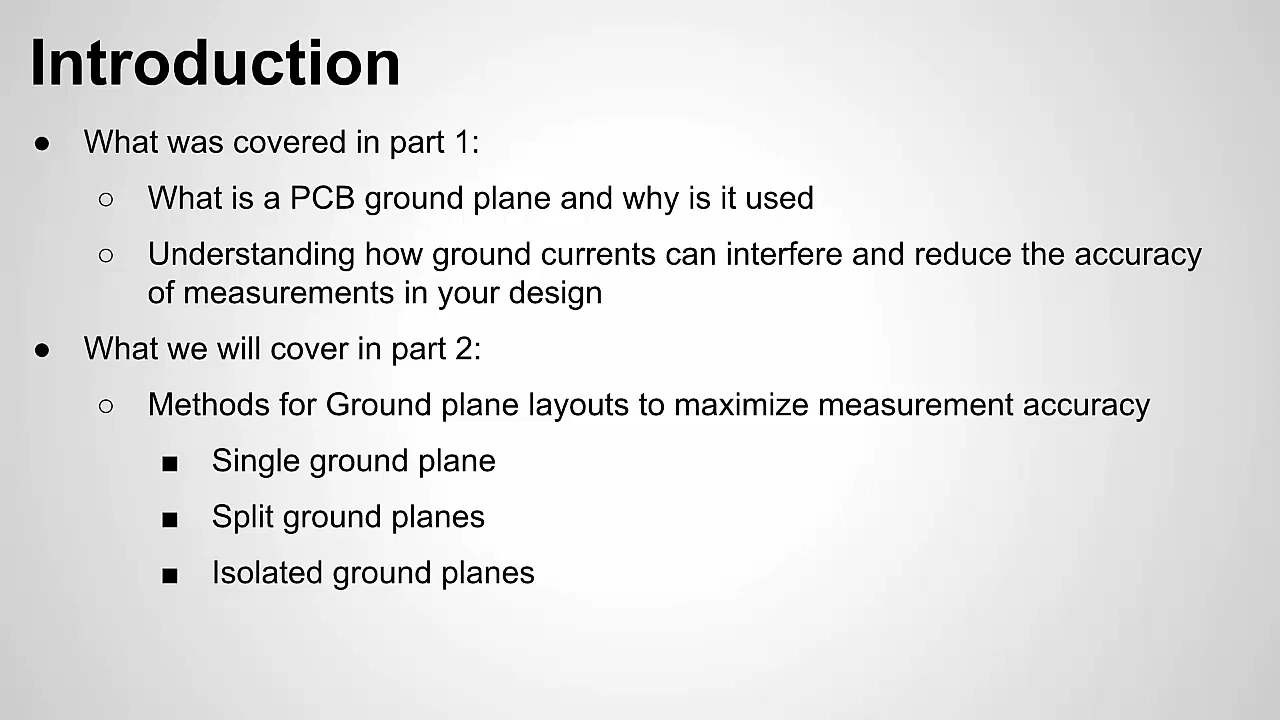 Introduction
● What was covered in part 1:
○ What is a PCB ground plane and why is it used
○ Understanding how ground currents can interfere and reduce the accuracy
of measurements in your design
● What we will cover in part 2:
○ Methods for Ground plane layouts to maximize measurement accuracy
■ Single ground plane
■ Split ground planes
■ Isolated ground planes